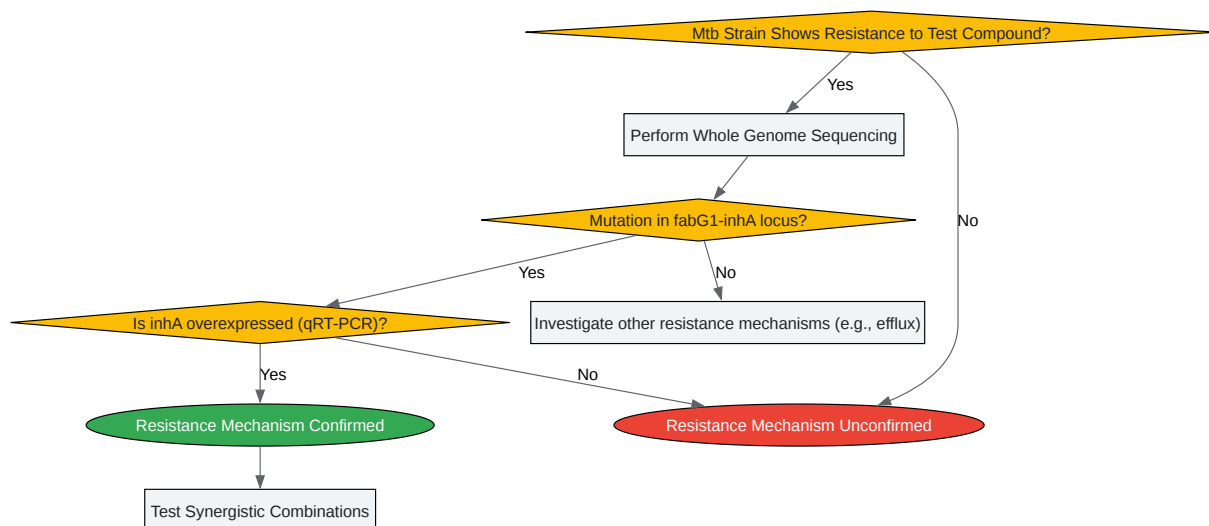 Mtb Strain Shows Resistance to Test Compound?
Yes
Perform Whole Genome Sequencing
No
Mutation in fabG1-inhA locus?
Yes
No
Is inhA overexpressed (qRT-PCR)?
Investigate other resistance mechanisms (e.g., efflux)
Yes
No
Resistance Mechanism Confirmed
Resistance Mechanism Unconfirmed
Test Synergistic Combinations